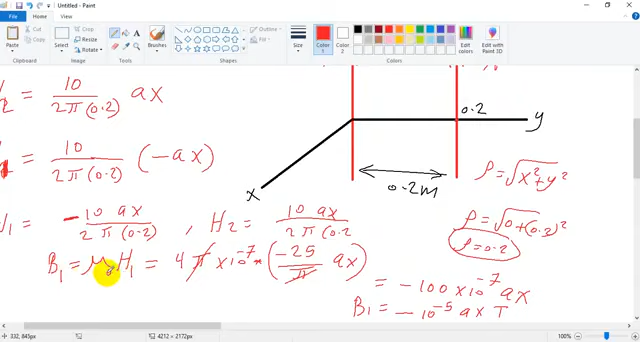 Untitled - Paint
File Home View
Paste
Cut
Copy
Select
Crop
Resize
Rotate
Brushes
Shapes
Outline
Fill
Size
Color 1
Color 2
Edit colors
Edit with Paint 3D
Clipboard
Image
Tools
Shapes
Colors
= 10 / 2π(0.2) ax
= 10 / 2π(0.2) (-ax)
H1 = -10 ax / 2π(0.2) , H2 = 10 ax / 2π(0.2
B1 = μ0 H1 = 4π × 10^-7 * (-25 / π ax)
= -100 × 10^-7 ax
B1 = - 10^-5 ax T
0.2
y
x
0.2m
ρ = √x²+y²
ρ = √0+(0.2)²
ρ = 0.2
332, 845px
4212 × 2172px
100%